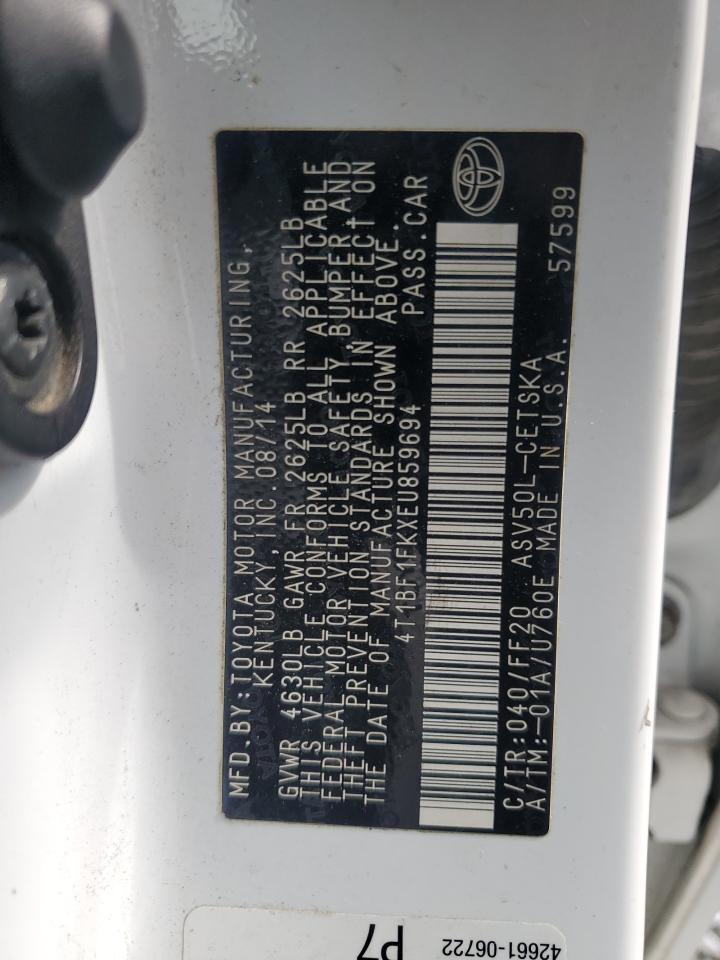 MFD.BY:TOYOTA MOTOR MANUFACTURING,
KENTUCKY,INC.08/14
GVWR 4630LB GAWR FR 2625LB RR 2625LB
THIS VEHICLE CONFORMS TO ALL APPLICABLE
FEDERAL MOTOR VEHICLE SAFETY,BUMPER,AND
THEFT PREVENTION STANDARDS IN EFFECT ON
THE DATE OF MANUFACTURE SHOWN ABOVE.
4T1BF1FKXEU859694 PASS.CAR
C/TR:040/FF20 ASV50L-CETSKA
A/TM:-01A/U760E MADE IN U.S.A. 57599
P7
42661-06722